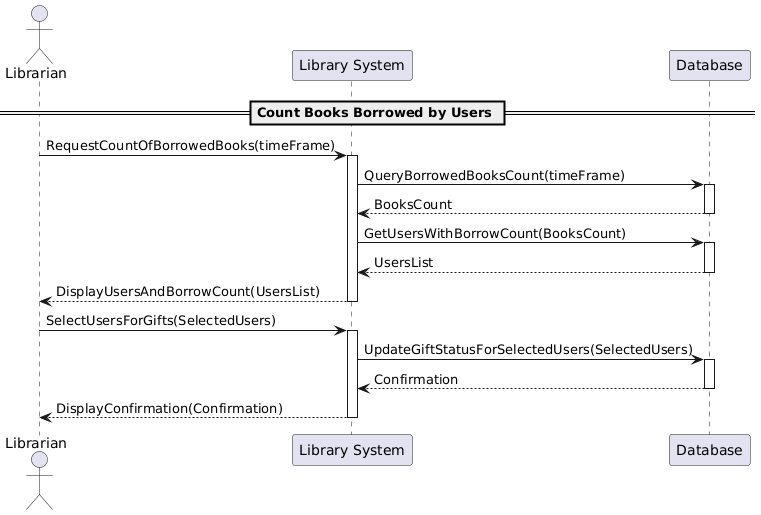 Librarian
Library System
Database
Count Books Borrowed by Users
RequestCountOfBorrowedBooks(timeFrame)
QueryBorrowedBooksCount(timeFrame)
BooksCount
GetUsersWithBorrowCount(BooksCount)
UsersList
DisplayUsersAndBorrowCount(UsersList)
SelectUsersForGifts(SelectedUsers)
UpdateGiftStatusForSelectedUsers(SelectedUsers)
Confirmation
DisplayConfirmation(Confirmation)
Librarian
Library System
Database